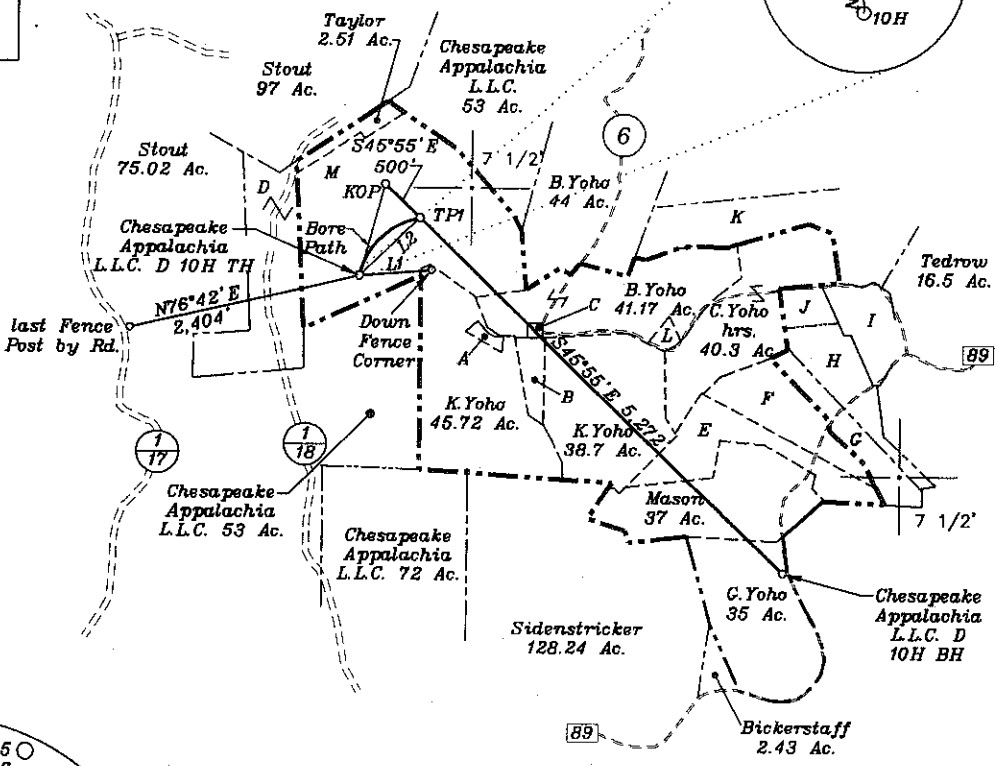 10H
Taylor
2.51 Ac.
Chesapeake
Appalachia
L.L.C.
53 Ac.
Stout
97 Ac.
6
S45°55' E
500'
7 1/2'
Stout
75.02 Ac.
M
D
KOP
TP1
B.Yoho
44 Ac.
K
Bore
Path
L2
L1
Chesapeake
Appalachia
L.L.C. D 10H TH
B.Yoho
41.17
Ac.
Tedrow
16.5 Ac.
N76°42' E
2,404'
last Fence
Post by Rd.
Down
Fence
Corner
C
L
C.Yoho
hrs.
40.3 Ac.
J
I
H
89
A
B
S45°55' E 5,272'
F
E
G
K.Yoho
45.72 Ac.
K.Yoho
38.7 Ac.
1
17
1
18
Chesapeake
Appalachia
L.L.C. 53 Ac.
Mason
37 Ac.
7 1/2'
Chesapeake
Appalachia
L.L.C. 72 Ac.
G.Yoho
35 Ac.
Chesapeake
Appalachia
L.L.C. D
10H BH
Sidenstricker
128.24 Ac.
89
Bickerstaff
2.43 Ac.
5